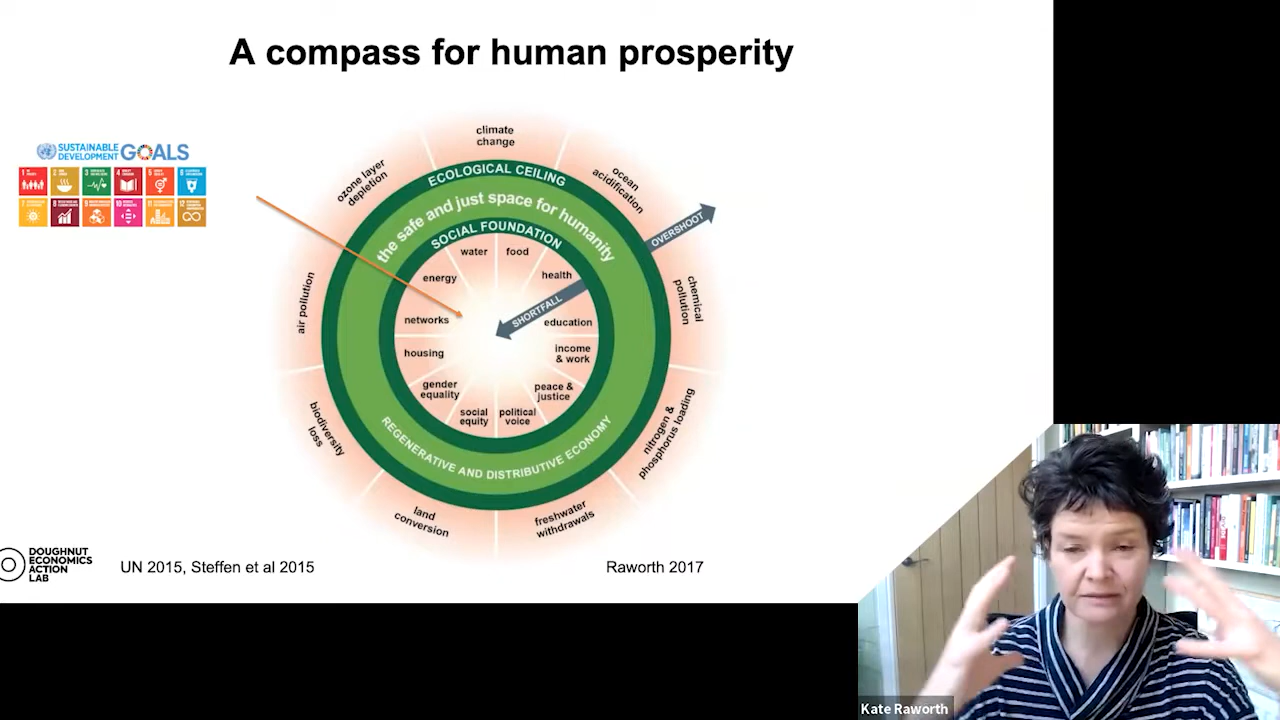 A compass for human prosperity
SUSTAINABLE
DEVELOPMENT
GOALS
climate
change
ozone layer
depletion
ocean
acidification
ECOLOGICAL CEILING
the safe and just space for humanity
SOCIAL FOUNDATION
OVERSHOOT
water
food
energy
health
SHORTFALL
networks
education
housing
income
& work
gender
equality
peace &
justice
social
equity
political
voice
REGENERATIVE AND DISTRIBUTIVE ECONOMY
air pollution
chemical
pollution
biodiversity
loss
nitrogen &
phosphorus loading
land
conversion
freshwater
withdrawals
DOUGHNUT
ECONOMICS
ACTION
LAB
UN 2015, Steffen et al 2015
Raworth 2017
Kate Raworth